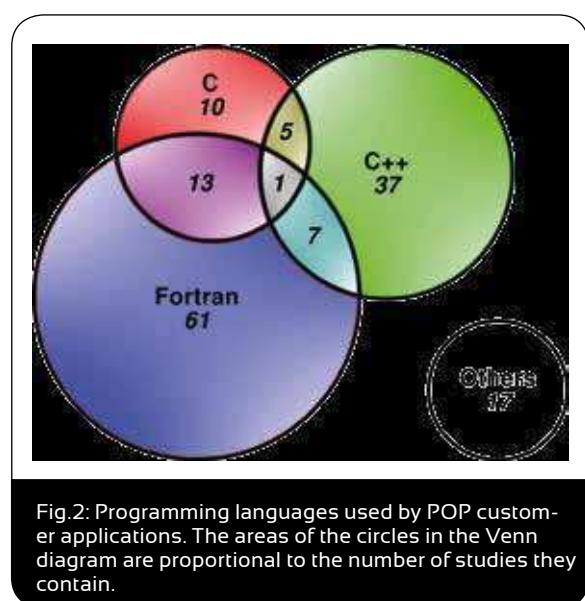 C
10
5
C++
37
13
1
7
Fortran
61
Others
17
Fig.2: Programming languages used by POP custom-
er applications. The areas of the circles in the Venn
diagram are proportional to the number of studies they
contain.